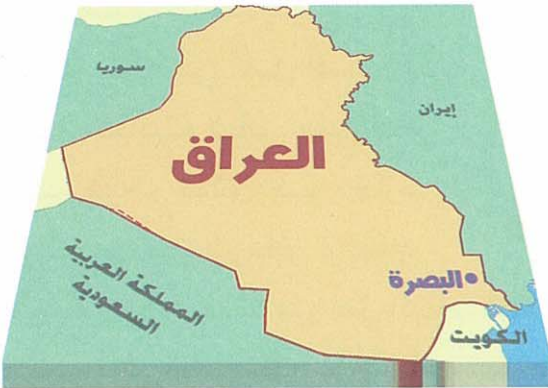 سوريا
إيران
العراق
المملكة العربية
السعودية
البصرة
الكويت